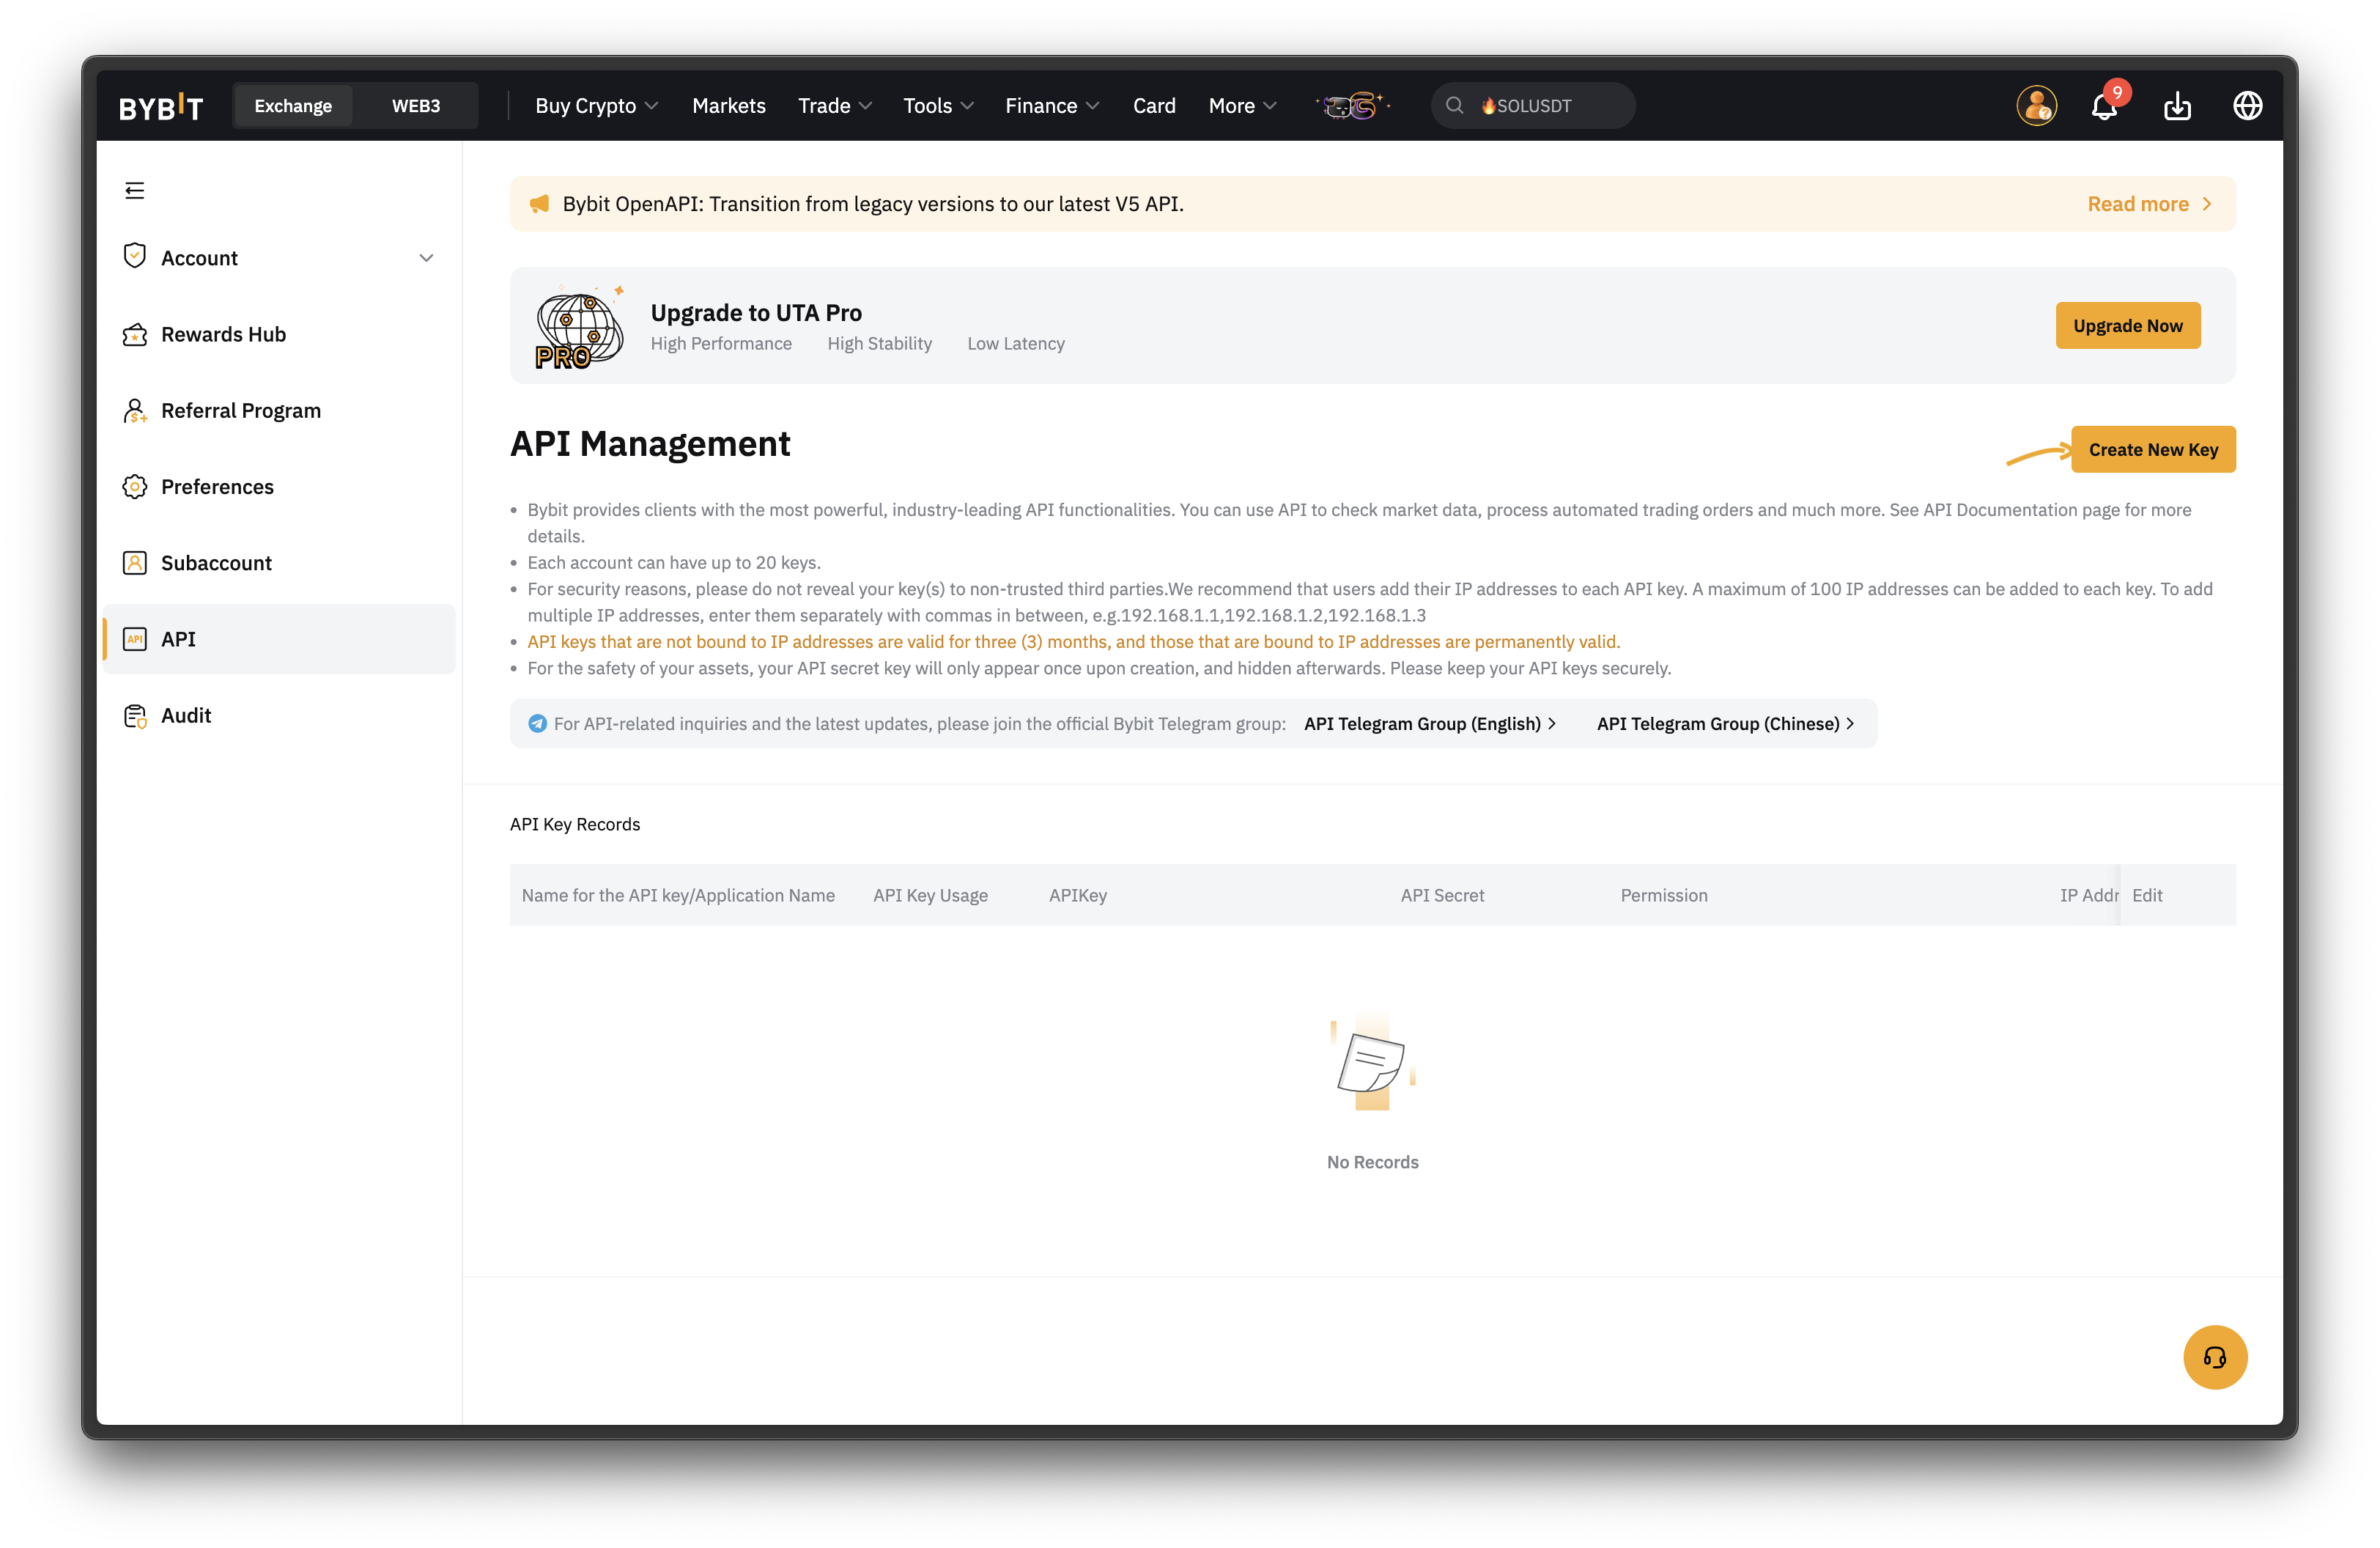 BYBIT
Exchange
WEB3
Buy Crypto
Markets
Trade
Tools
Finance
Card
More
🔥SOLUSDT
9
Account
Rewards Hub
Referral Program
Preferences
Subaccount
API
API
Audit
Bybit OpenAPI: Transition from legacy versions to our latest V5 API.
Read more
PRO
Upgrade to UTA Pro
High Performance
High Stability
Low Latency
Upgrade Now
API Management
Create New Key
• Bybit provides clients with the most powerful, industry-leading API functionalities. You can use API to check market data, process automated trading orders and much more. See API Documentation page for more
details.
• Each account can have up to 20 keys.
• For security reasons, please do not reveal your key(s) to non-trusted third parties.We recommend that users add their IP addresses to each API key. A maximum of 100 IP addresses can be added to each key. To add
multiple IP addresses, enter them separately with commas in between, e.g.192.168.1.1,192.168.1.2,192.168.1.3
• API keys that are not bound to IP addresses are valid for three (3) months, and those that are bound to IP addresses are permanently valid.
• For the safety of your assets, your API secret key will only appear once upon creation, and hidden afterwards. Please keep your API keys securely.
For API-related inquiries and the latest updates, please join the official Bybit Telegram group:
API Telegram Group (English)
API Telegram Group (Chinese)
API Key Records
Name for the API key/Application Name
API Key Usage
APIKey
API Secret
Permission
IP Addr
Edit
No Records